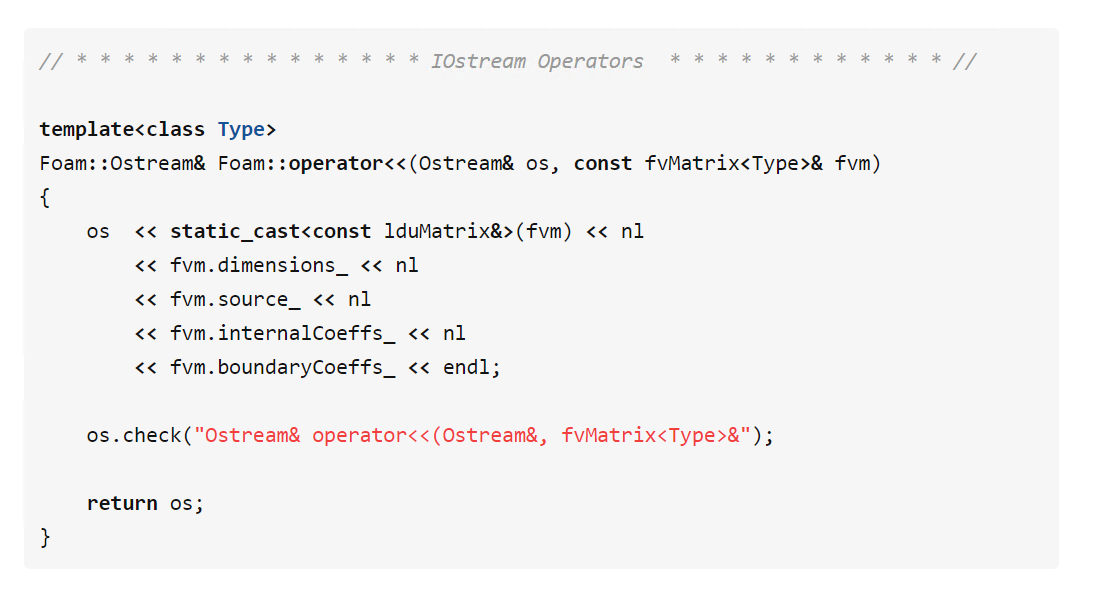 // * * * * * * * * * * * * * * * IOstream Operators  * * * * * * * * * * * * //
template<class Type>
Foam::Ostream& Foam::operator<<(Ostream& os, const fvMatrix<Type>& fvm)
{
    os  << static_cast<const lduMatrix&>(fvm) << nl
        << fvm.dimensions_ << nl
        << fvm.source_ << nl
        << fvm.internalCoeffs_ << nl
        << fvm.boundaryCoeffs_ << endl;
    os.check("Ostream& operator<<(Ostream&, fvMatrix<Type>&");
    return os;
}